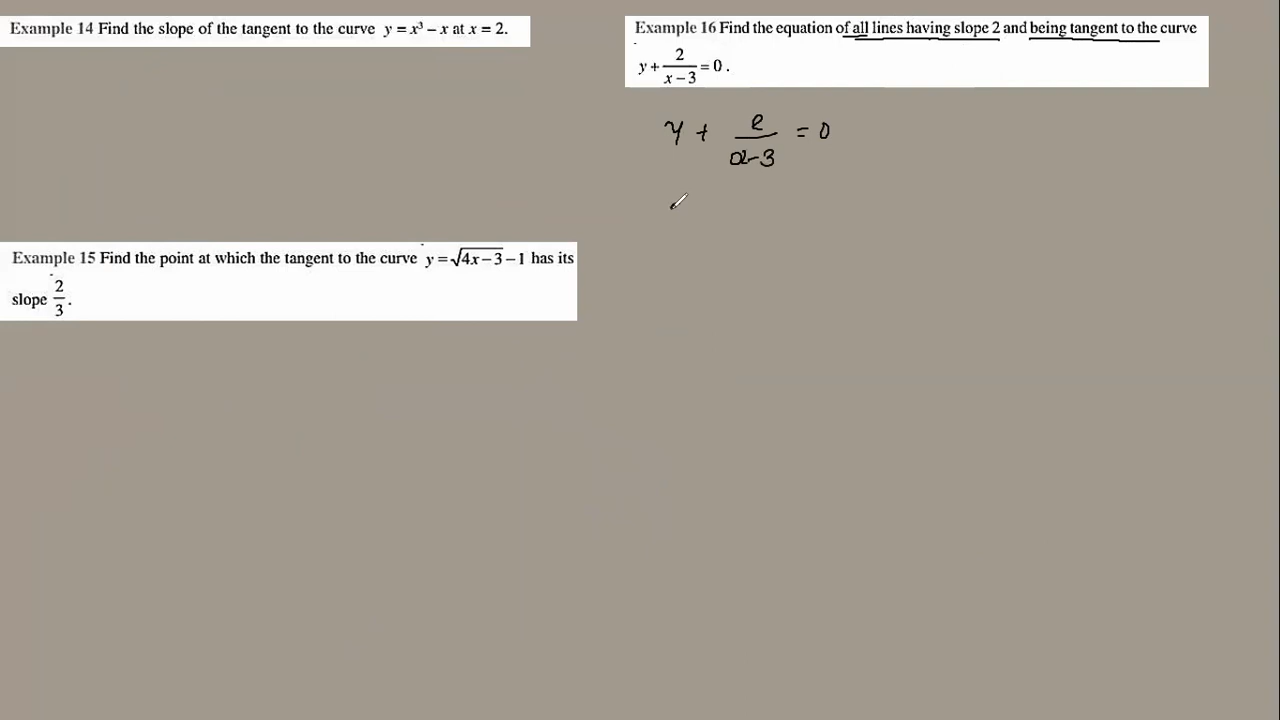 Example 14 Find the slope of the tangent to the curve y = x³ – x at x = 2.
Example 15 Find the point at which the tangent to the curve y = √4x–3 – 1 has its
slope 2/3.
Example 16 Find the equation of all lines having slope 2 and being tangent to the curve
y + 2/(x – 3) = 0.
y + 2/(x-3) = 0